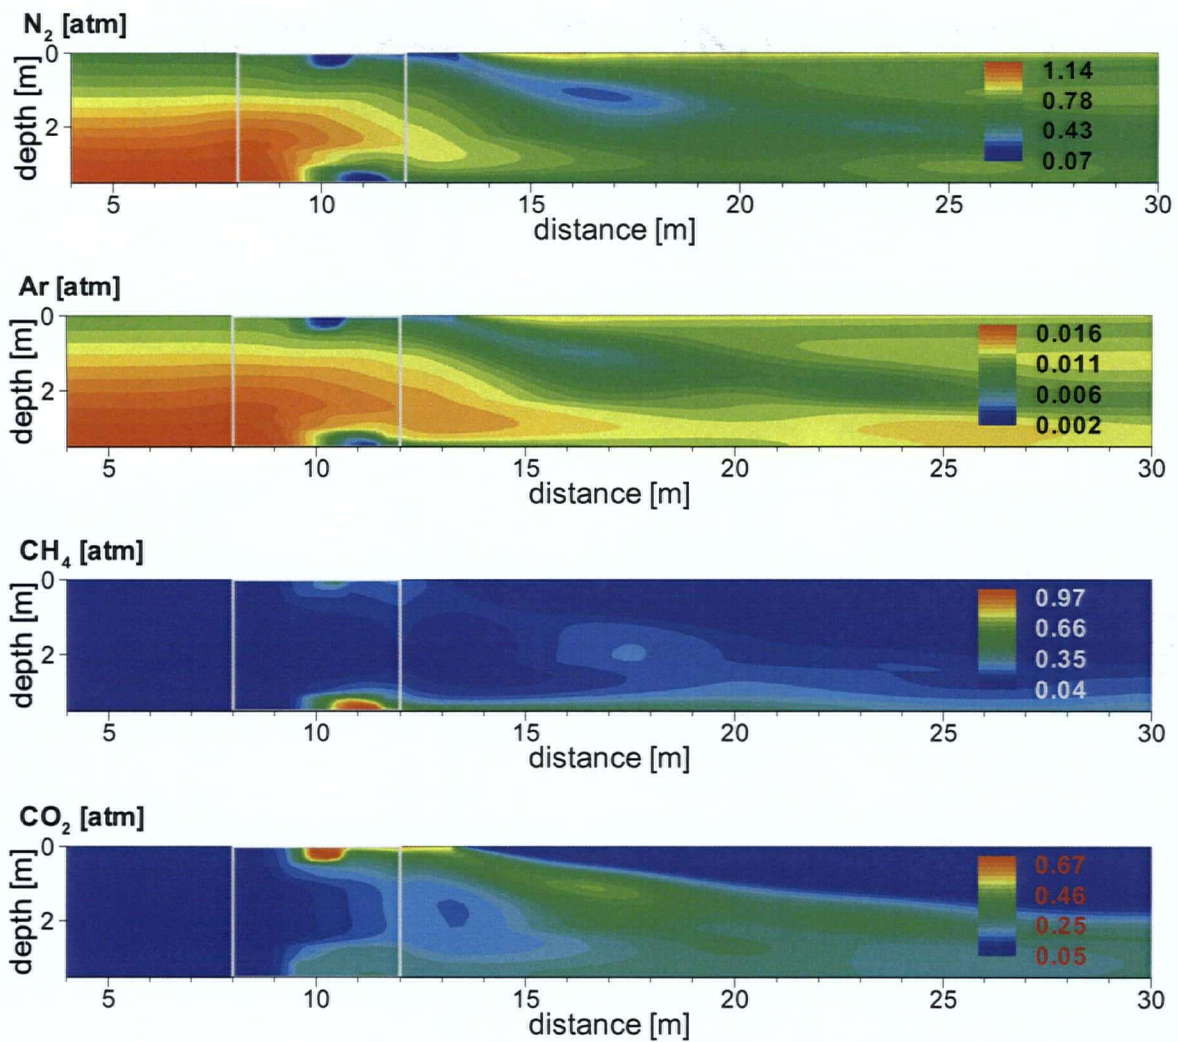 N2 [atm]
0
2
depth [m]
1.14
0.78
0.43
0.07
5 10 15 20 25 30
distance [m]
Ar [atm]
0
2
depth [m]
0.016
0.011
0.006
0.002
5 10 15 20 25 30
distance [m]
CH4 [atm]
0
2
depth [m]
0.97
0.66
0.35
0.04
5 10 15 20 25 30
distance [m]
CO2 [atm]
0
2
depth [m]
0.67
0.46
0.25
0.05
5 10 15 20 25 30
distance [m]